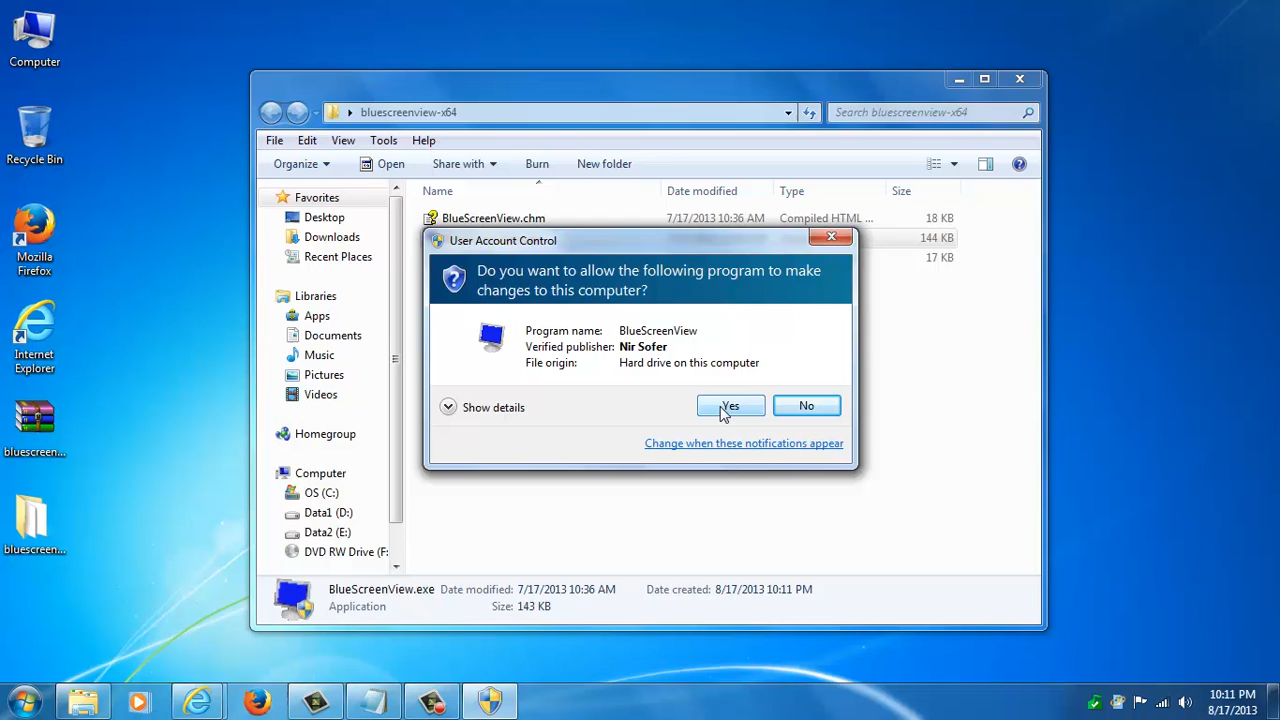 Computer
Recycle Bin
Mozilla
Firefox
Internet
Explorer
bluescreen...
bluescreen...
bluescreenview-x64
Search bluescreenview-x64
File Edit View Tools Help
Organize Open Share with Burn New folder
Name Date modified Type Size
Favorites
Desktop
Downloads
Recent Places
Libraries
Apps
Documents
Music
Pictures
Videos
Homegroup
Computer
OS (C:)
Data1 (D:)
Data2 (E:)
DVD RW Drive (F:
BlueScreenView.chm 7/17/2013 10:36 AM Compiled HTML ... 18 KB
144 KB
17 KB
User Account Control
Do you want to allow the following program to make
changes to this computer?
Program name: BlueScreenView
Verified publisher: Nir Sofer
File origin: Hard drive on this computer
Show details
Yes No
Change when these notifications appear
BlueScreenView.exe Date modified: 7/17/2013 10:36 AM Date created: 8/17/2013 10:11 PM
Application Size: 143 KB
10:11 PM
8/17/2013